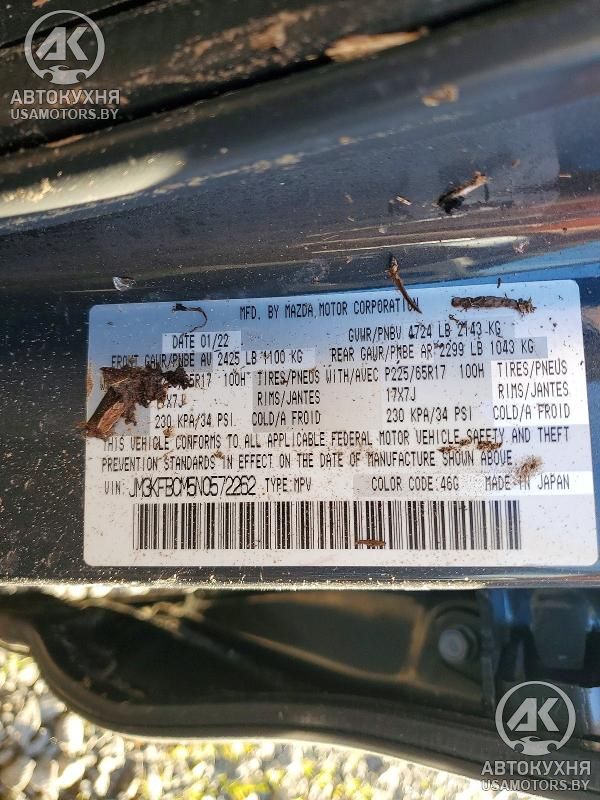 АК
АВТОКУХНЯ
USAMOTORS.BY
MFD. BY MAZDA MOTOR CORPORATION
DATE 01/22 GVWR/PNBV 4724 LB 2143 KG
FRONT GAWR/PNBE AV 2425 LB 1100 KG REAR GAWR/PNBE AR 2299 LB 1043 KG
65R17 100H TIRES/PNEUS WITH/AVEC P225/65R17 100H TIRES/PNEUS
17X7J RIMS/JANTES 17X7J RIMS/JANTES
230 KPA/34 PSI COLD/A FROID 230 KPA/34 PSI COLD/A FROID
THIS VEHICLE CONFORMS TO ALL APPLICABLE FEDERAL MOTOR VEHICLE SAFETY AND THEFT
PREVENTION STANDARDS IN EFFECT ON THE DATE OF MANUFACTURE SHOWN ABOVE
VIN: JM3KFBCM5N0572262 TYPE:MPV COLOR CODE:46G MADE IN JAPAN
АК
АВТОКУХНЯ
USAMOTORS.BY